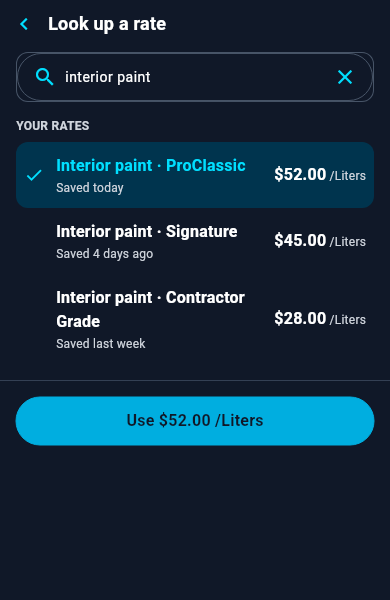 Look up a rate
interior paint
YOUR RATES
Interior paint · ProClassic
Saved today
$52.00 /Liters
Interior paint · Signature
Saved 4 days ago
$45.00 /Liters
Interior paint · Contractor
Grade
Saved last week
$28.00 /Liters
Use $52.00 /Liters